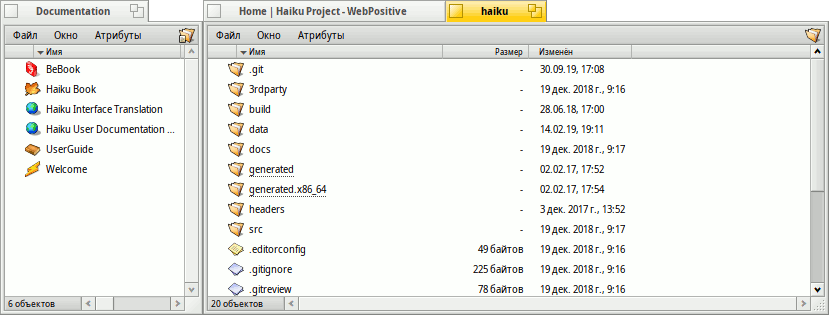 Documentation
Файл Окно Атрибуты
Имя
BeBook
Haiku Book
Haiku Interface Translation
Haiku User Documentation ...
UserGuide
Welcome
6 объектов
Home | Haiku Project - WebPositive
haiku
Файл Окно Атрибуты
Имя Размер Изменён
.git - 30.09.19, 17:08
3rdparty - 19 дек. 2018 г., 9:16
build - 28.06.18, 17:00
data - 14.02.19, 19:11
docs - 19 дек. 2018 г., 9:17
generated - 02.02.17, 17:52
generated.x86_64 - 02.02.17, 17:54
headers - 3 дек. 2017 г., 13:52
src - 19 дек. 2018 г., 9:17
.editorconfig 49 байтов 19 дек. 2018 г., 9:16
.gitignore 225 байтов 19 дек. 2018 г., 9:16
.gitreview 78 байтов 19 дек. 2018 г., 9:16
20 объектов